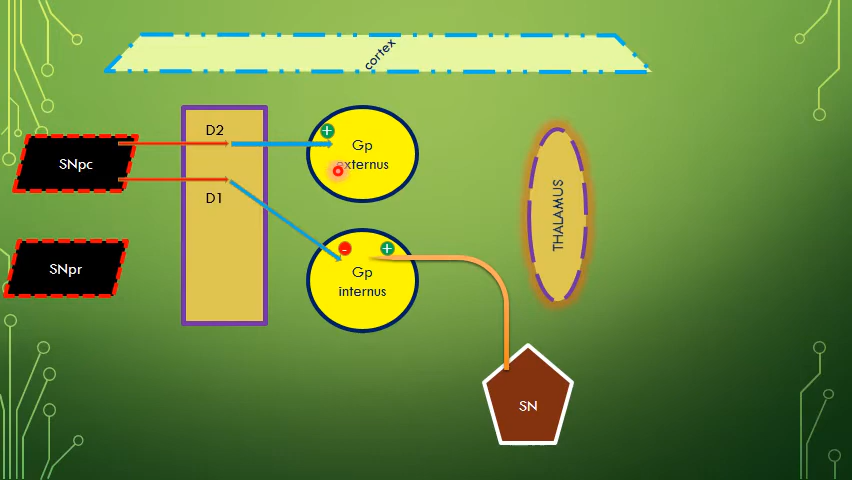 cortex
D2
+
Gp
externus
SNpc
D1
THALAMUS
- +
SNpr
Gp
internus
SN